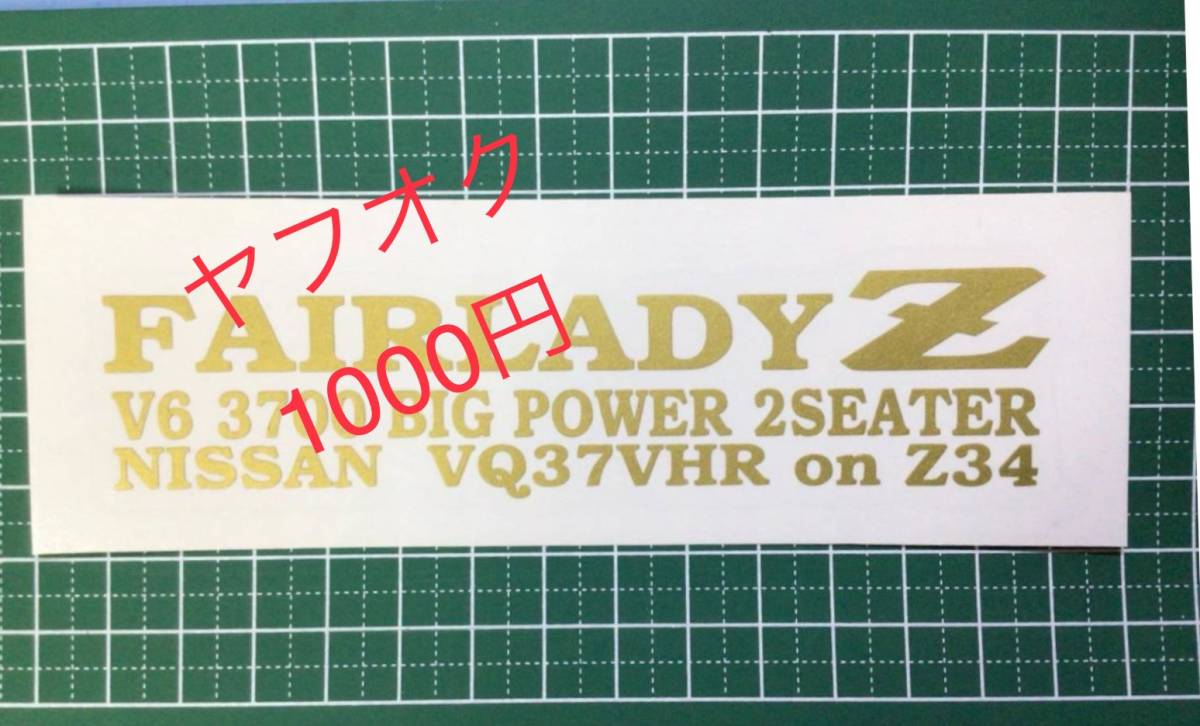 ヤフオク
1000円
FAIRLADY Z
V6 3700 BIG POWER 2SEATER
NISSAN VQ37VHR on Z34